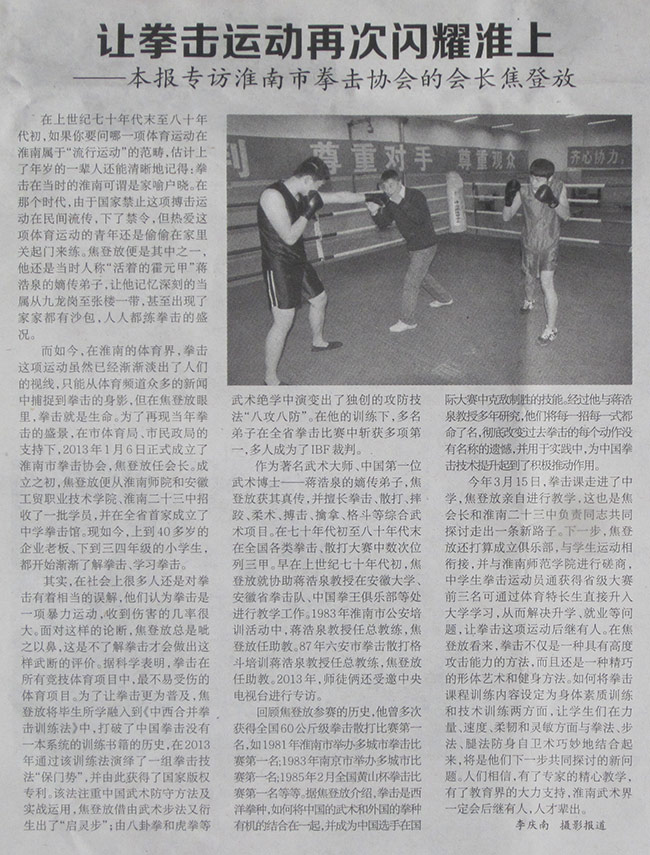 让拳击运动再次闪耀淮上
——本报专访淮南市拳击协会的会长焦登放
在上世纪七十年代末至八十年
代初,如果你要问哪一项体育运动在
淮南属于“流行运动”的范畴,估计上
了年岁的一辈人还能清晰地记得:拳
击在当时的淮南可谓是家喻户晓。在
那个时代,由于国家禁止这项搏击运
动在民间流传,下了禁令,但热爱这
项体育运动的青年还是偷偷在家里
关起门来练。焦登放便是其中之一,
他还是当时人称“活着的霍元甲”蒋
浩泉的嫡传弟子,让他记忆深刻的当
属从九龙岗至张楼一带,甚至出现了
家家都有沙包,人人都练拳击的盛
况。
而如今,在淮南的体育界,拳击
这项运动虽然已经渐渐淡出了人们
的视线,只能从体育频道众多的新闻
中捕捉到拳击的身影,但在焦登放眼
里,拳击就是生命。为了再现当年拳
击的盛景,在市体育局、市民政局的
支持下,2013年1月6日正式成立了
淮南市拳击协会,焦登放任会长。成
立之初,焦登放便从淮南师院和安徽
工贸职业技术学院、淮南二十三中招
收了一批学员,并在全省首家成立了
中学拳击馆。现如今,上到40多岁的
企业老板、下到三四年级的小学生,
都开始渐渐了解拳击、学习拳击。
其实,在社会上很多人还是对拳
击有着相当的误解,他们认为拳击是
一项暴力运动,收到伤害的几率很
大。面对这样的论断,焦登放总是呲
之以鼻,这是不了解拳击才会做出这
样武断的评价。据科学表明,拳击在
所有竞技体育项目中,最不易受伤的
体育项目。为了让拳击更为普及,焦
登放将毕生所学融入到《中西合并拳
击训练法》中,打破了中国拳击没有
一本系统的训练书籍的历史,在2013
年通过该训练法演绎了一组拳击技
法“保门势”,并由此获得了国家版权
专利。该法注重中国武术防守方法及
实战运用,焦登放借由武术步法又衍
生出了“启灵步”;由八卦拳和虎拳等
利 尊重对手 尊重观众 齐心协力
武术绝学中演变出了独创的攻防技
法“八攻八防”。在他的训练下,多名
弟子在全省拳击比赛中斩获多项第
一,多人成为了IBF裁判。
作为著名武术大师、中国第一位
武术博士——蒋浩泉的嫡传弟子,焦
登放获其真传,并擅长拳击、散打、摔
跤、柔术、搏击、擒拿、格斗等综合武
术项目。在七十年代初至八十年代末
在全国各类拳击、散打大赛中数次位
列三甲。早在上世纪七十年代初,焦
登放就协助蒋浩泉教授在安徽大学、
安徽省拳击队、中国拳王俱乐部等处
进行教学工作。1983年淮南市公安培
训活动中,蒋浩泉教授任总教练,焦
登放任助教。87年六安市拳击散打格
斗培训蒋浩泉教授任总教练,焦登放
任助教。2013年,师徒俩还受邀中央
电视台进行专访。
回顾焦登放参赛的历史,他曾多次
获得全国60公斤级拳击散打比赛第一
名,如1981年淮南市举办多城市拳击比
赛第一名;1983年南京市举办多城市比
赛第一名;1985年2月全国黄山杯拳击比
赛第一名等等。据焦登放介绍,拳击是西
洋拳种,如何将中国的武术和外国的拳种
有机的结合在一起,并成为中国选手在国
际大赛中克敌制胜的技能。经过他与蒋浩
泉教授多年研究,他们将每一招每一式都
命了名,彻底改变过去拳击的每个动作没
有名称的遗憾,并用于实践中,为中国拳
击技术提升起到了积极推动作用。
今年3月15日,拳击课走进了中
学,焦登放亲自进行教学,这也是焦
会长和淮南二十三中负责同志共同
探讨走出一条新路子。下一步,焦登
放还打算成立俱乐部,与学生运动相
衔接,并与淮南师范学院进行磋商,
中学生拳击运动员通获得省级大赛
前三名可通过体育特长生直接升入
大学学习,从而解决升学、就业等问
题,让拳击这项运动后继有人。在焦
登放看来,拳击不仅是一种具有高度
攻击能力的方法,而且还是一种精巧
的形体艺术和健身方法。如何将拳击
课程训练内容设定为身体素质训练
和技术训练两方面,让学生们在力
量、速度、柔韧和灵敏方面与拳法、步
法、腿法防身自卫术巧妙地结合起
来,将是他们下一步共同探讨的新问
题。人们相信,有了专家的精心教学,
有了教育界的大力支持,淮南武术界
一定会后继有人,人才辈出。
李庆南 摄影报道